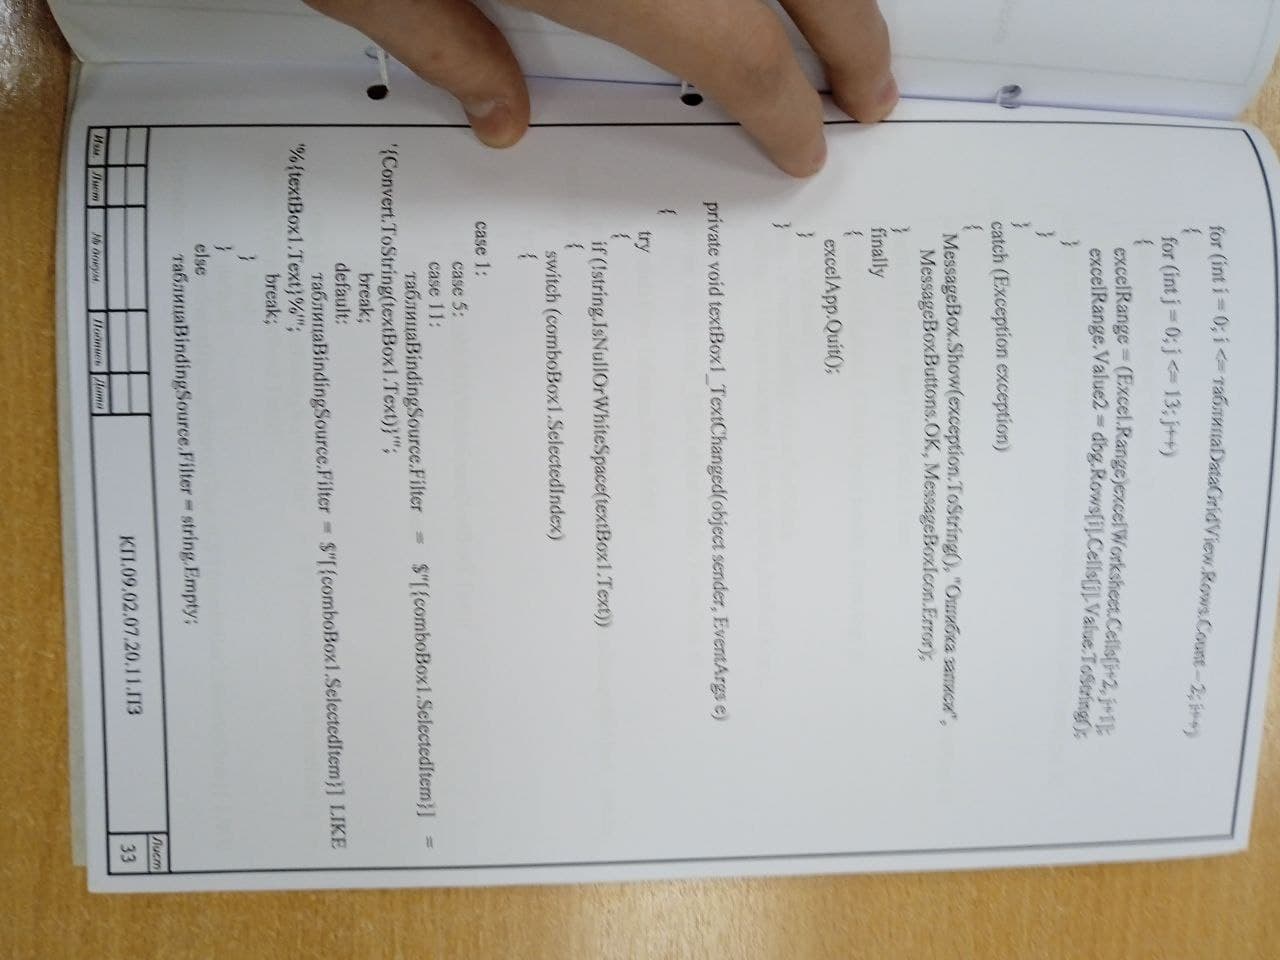 for (int i = 0; i <= таблицаDataGridView.Rows.Count – 2; i++)
{
for (int j = 0; j <= 13; j++)
{
excelRange = (Excel.Range)excelWorksheet.Cells[i+2, j+1];
excelRange.Value2 = dbg.Rows[i].Cells[j].Value.ToString();
}
}
}
catch (Exception exception)
{
MessageBox.Show(exception.ToString(), "Ошибка записи",
MessageBoxButtons.OK, MessageBoxIcon.Error);
}
finally
{
excelApp.Quit();
}
}
private void textBox1_TextChanged(object sender, EventArgs e)
{
try
{
if (!string.IsNullOrWhiteSpace(textBox1.Text))
{
switch (comboBox1.SelectedIndex)
{
case 1:
case 5:
case 11:
таблицаBindingSource.Filter = $"[{comboBox1.SelectedItem}] =
'{Convert.ToString(textBox1.Text)}'";
break;
default:
таблицаBindingSource.Filter = $"[{comboBox1.SelectedItem}] LIKE
'%{textBox1.Text}%'";
break;
}
}
else
таблицаBindingSource.Filter = string.Empty;
Изм Лист № докум. Подпись Дата
КП.09.02.07.20.11.ПЗ
Лист
33